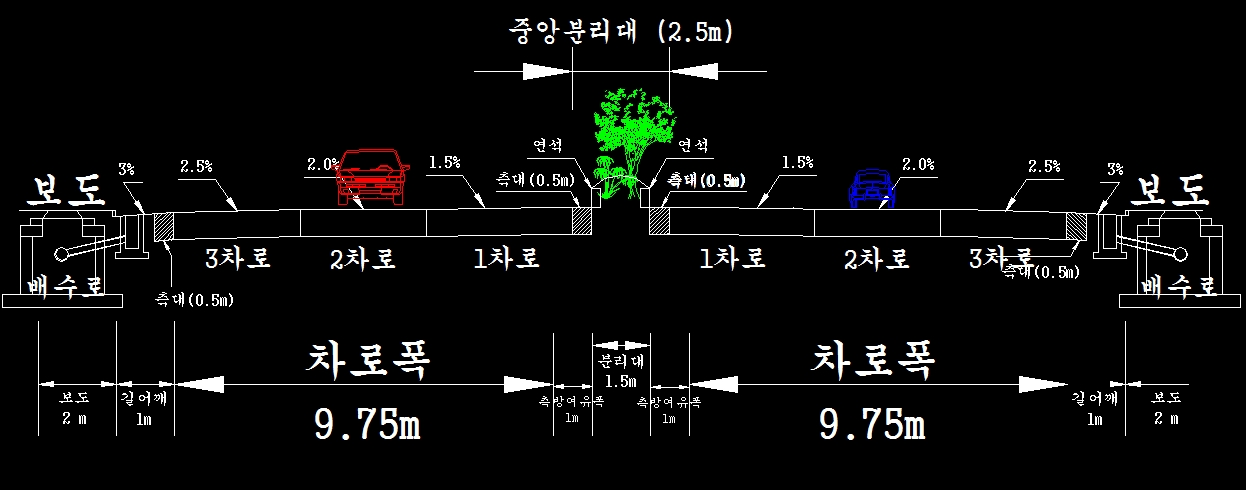 중앙분리대 (2.5m)
연석 연석
3% 2.5% 2.0% 1.5% 1.5% 2.0% 2.5% 3%
측대(0.5m) 측대(0.5m)
보도 보도
3차로 2차로 1차로 1차로 2차로 3차로
측대(0.5m) 측대(0.5m)
배수로 배수로
차로폭 분리대 차로폭
1.5m
보도 길어깨 측방여유폭 측방여유폭 길어깨 보도
2 m 1m 9.75m 1m 1m 9.75m 1m 2 m